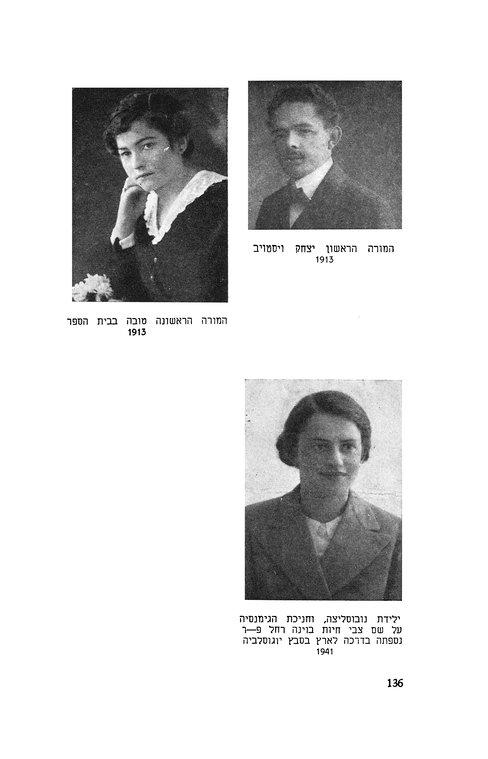 המורה הראשון יצחק ויסטויב
1913
המורה הראשונה טובה בבית הספר
1913
ילידת נובוסליצה, וחניכת הגימנסיה
על שם צבי חיות בוינה רחל פ—ר
נספתה בדרכה לארץ בסבץ יוגוסלביה
1941
136